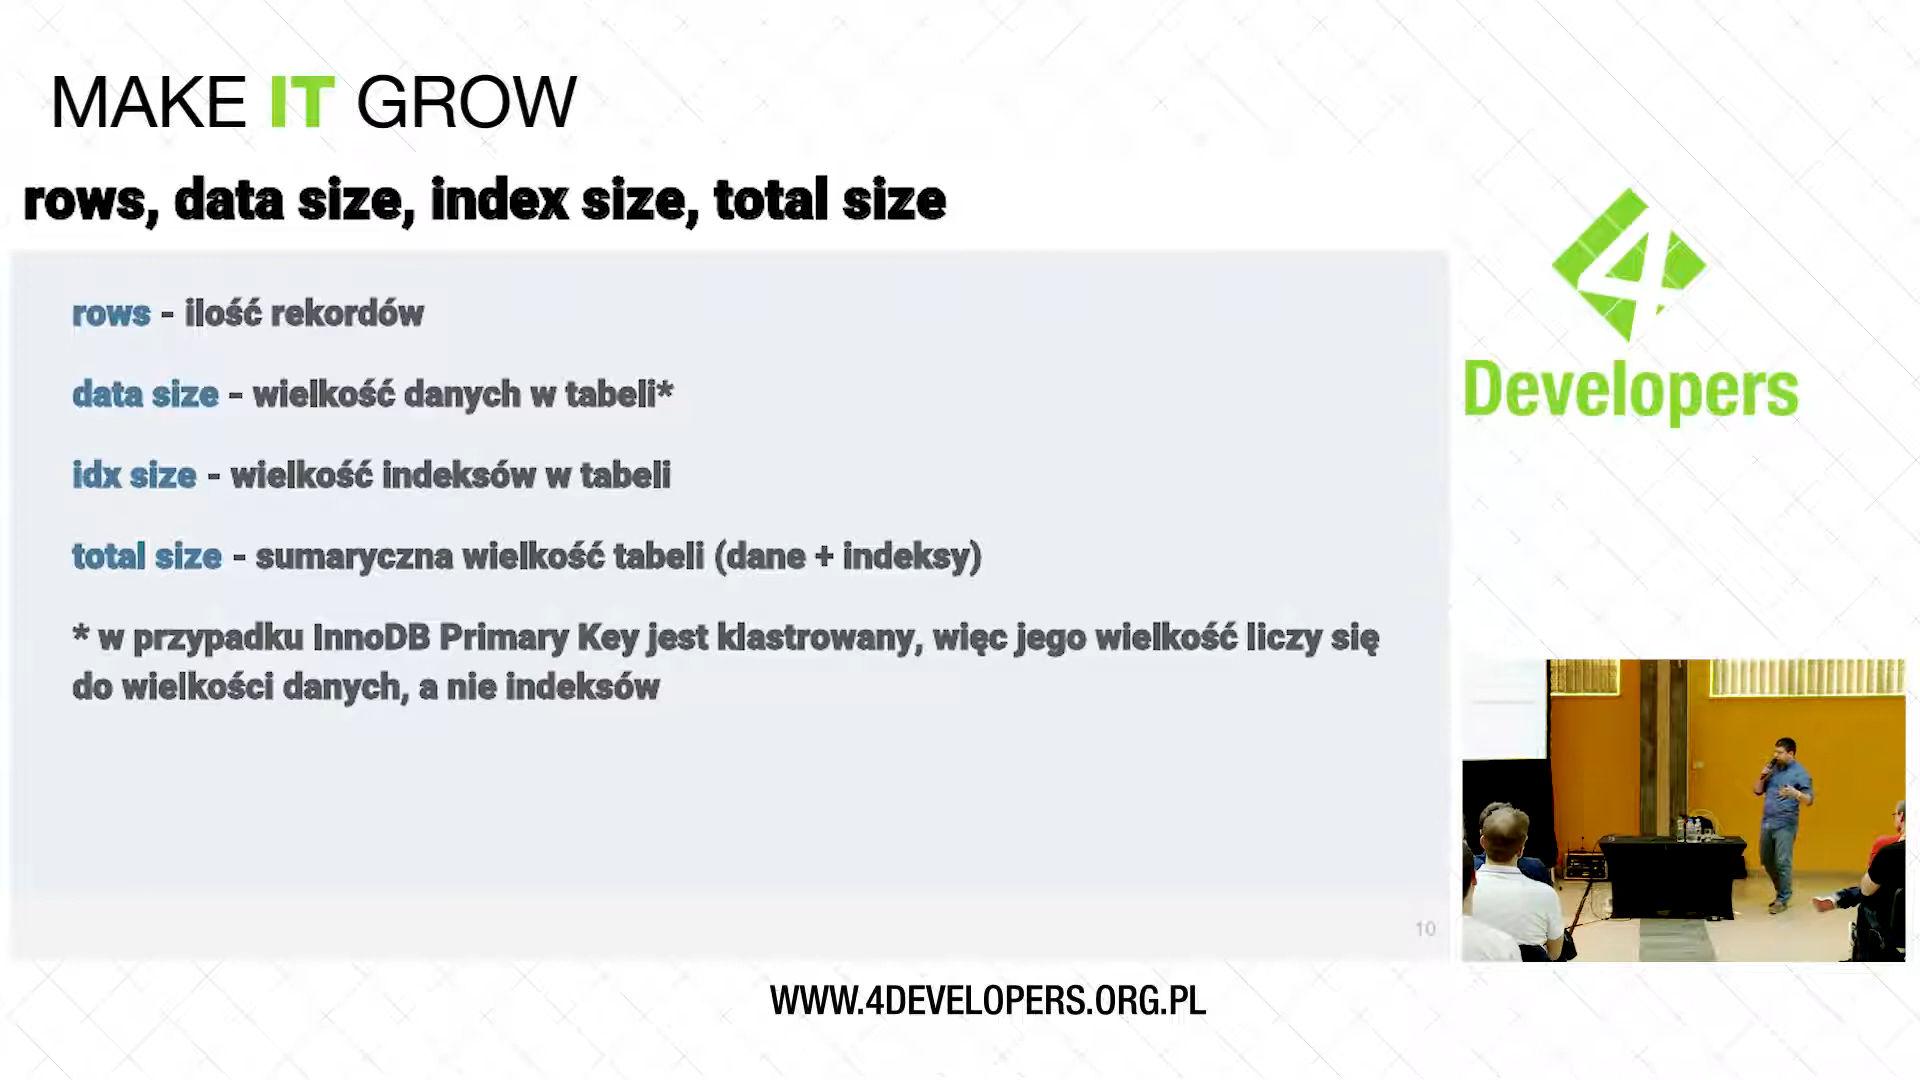 MAKE IT GROW
rows, data size, index size, total size
rows - ilość rekordów
data size - wielkość danych w tabeli*
idx size - wielkość indeksów w tabeli
total size - sumaryczna wielkość tabeli (dane + indeksy)
* w przypadku InnoDB Primary Key jest klastrowany, więc jego wielkość liczy się
do wielkości danych, a nie indeksów
10
4
Developers
WWW.4DEVELOPERS.ORG.PL